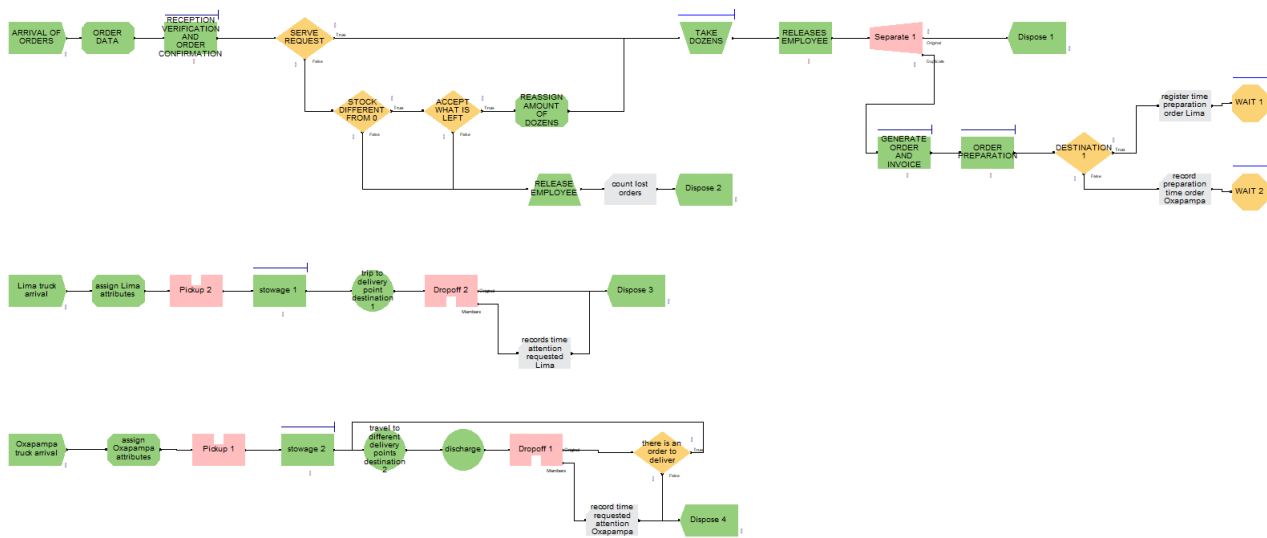 ARRIVAL OF
ORDERS
ORDER
DATA
RECEPTION
VERIFICATION
AND
ORDER
CONFIRMATION
SERVE
REQUEST
True
False
STOCK
DIFFERENT
FROM 0
True
False
ACCEPT
WHAT IS
LEFT
True
False
REASSIGN
AMOUNT
OF
DOZENS
RELEASE
EMPLOYEE
count lost
orders
Dispose 2
TAKE
DOZENS
RELEASES
EMPLOYEE
Separate 1
Original
Duplicate
Dispose 1
GENERATE
ORDER
AND
INVOICE
ORDER
PREPARATION
DESTINATION
1
True
False
register time
preparation
order Lima
WAIT 1
record
preparation
time order
Oxapampa
WAIT 2
Lima truck
arrival
assign Lima
attributes
Pickup 2
stowage 1
trip to
delivery
point
destination
1
Dropoff 2
Original
Members
records time
attention
requested
Lima
Dispose 3
Oxapampa
truck arrival
assign
Oxapampa
attributes
Pickup 1
stowage 2
travel to
different
delivery
points
destination
2
discharge
Dropoff 1
Original
Members
there is an
order to
deliver
True
False
record time
requested
attention
Oxapampa
Dispose 4